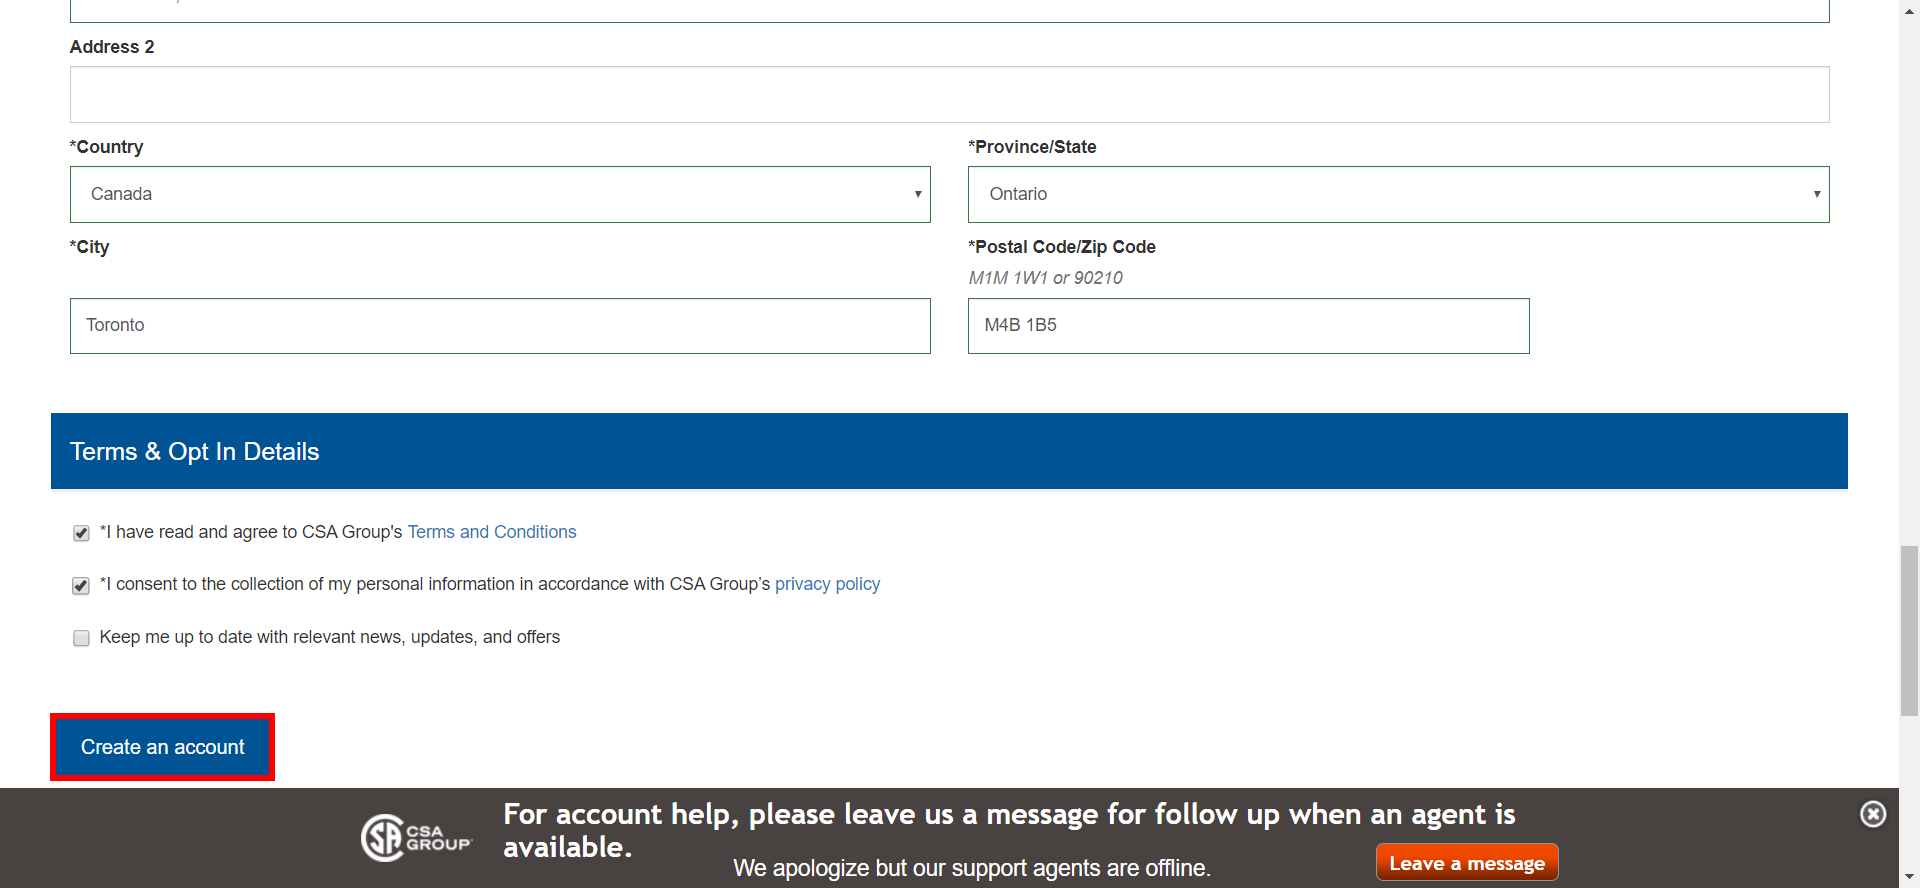 Address 2
*Country
*Province/State
Canada
Ontario
*City
*Postal Code/Zip Code
M1M 1W1 or 90210
Toronto
M4B 1B5
Terms & Opt In Details
*I have read and agree to CSA Group's Terms and Conditions
*I consent to the collection of my personal information in accordance with CSA Group’s privacy policy
Keep me up to date with relevant news, updates, and offers
Create an account
CSA
GROUP
For account help, please leave us a message for follow up when an agent is
available.
We apologize but our support agents are offline.
Leave a message